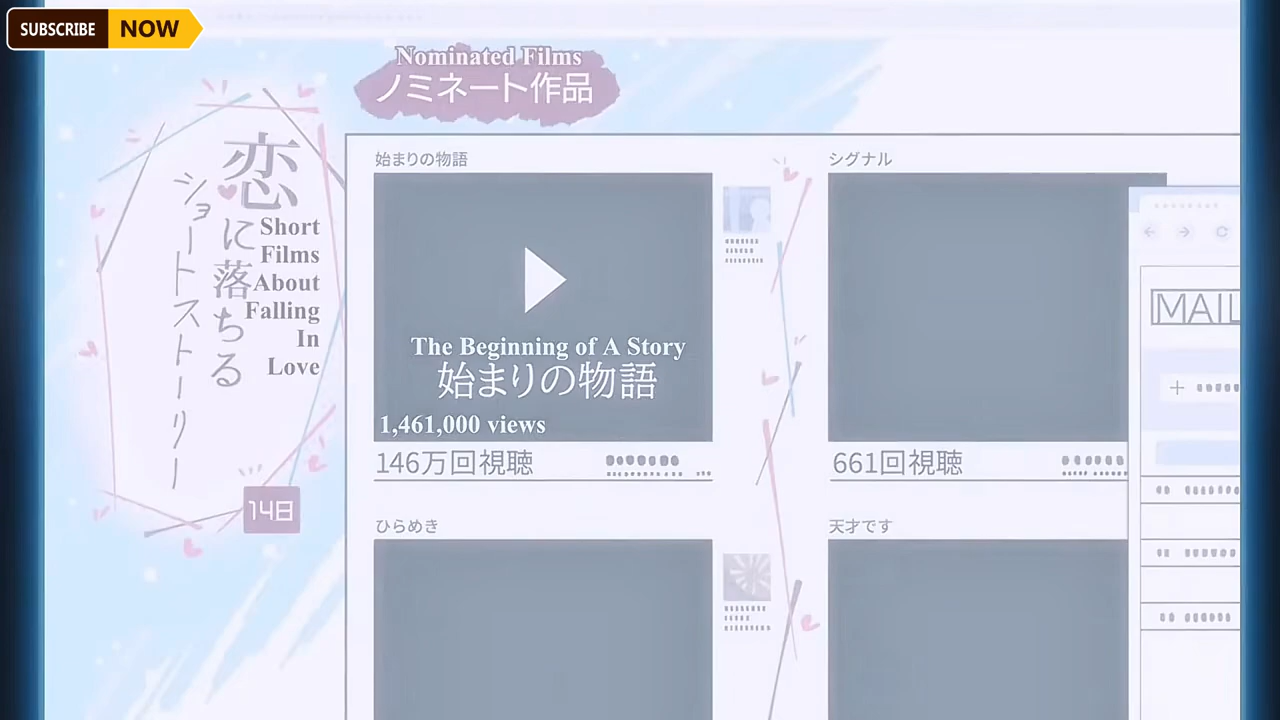 SUBSCRIBE NOW
Nominated Films
ノミネート作品
恋に落ちる
ショートストーリー
Short
Films
About
Falling
In
Love
14日
始まりの物語
The Beginning of A Story
始まりの物語
1,461,000 views
146万回視聴
シグナル
661回視聴
ひらめき
天才です
MAIL